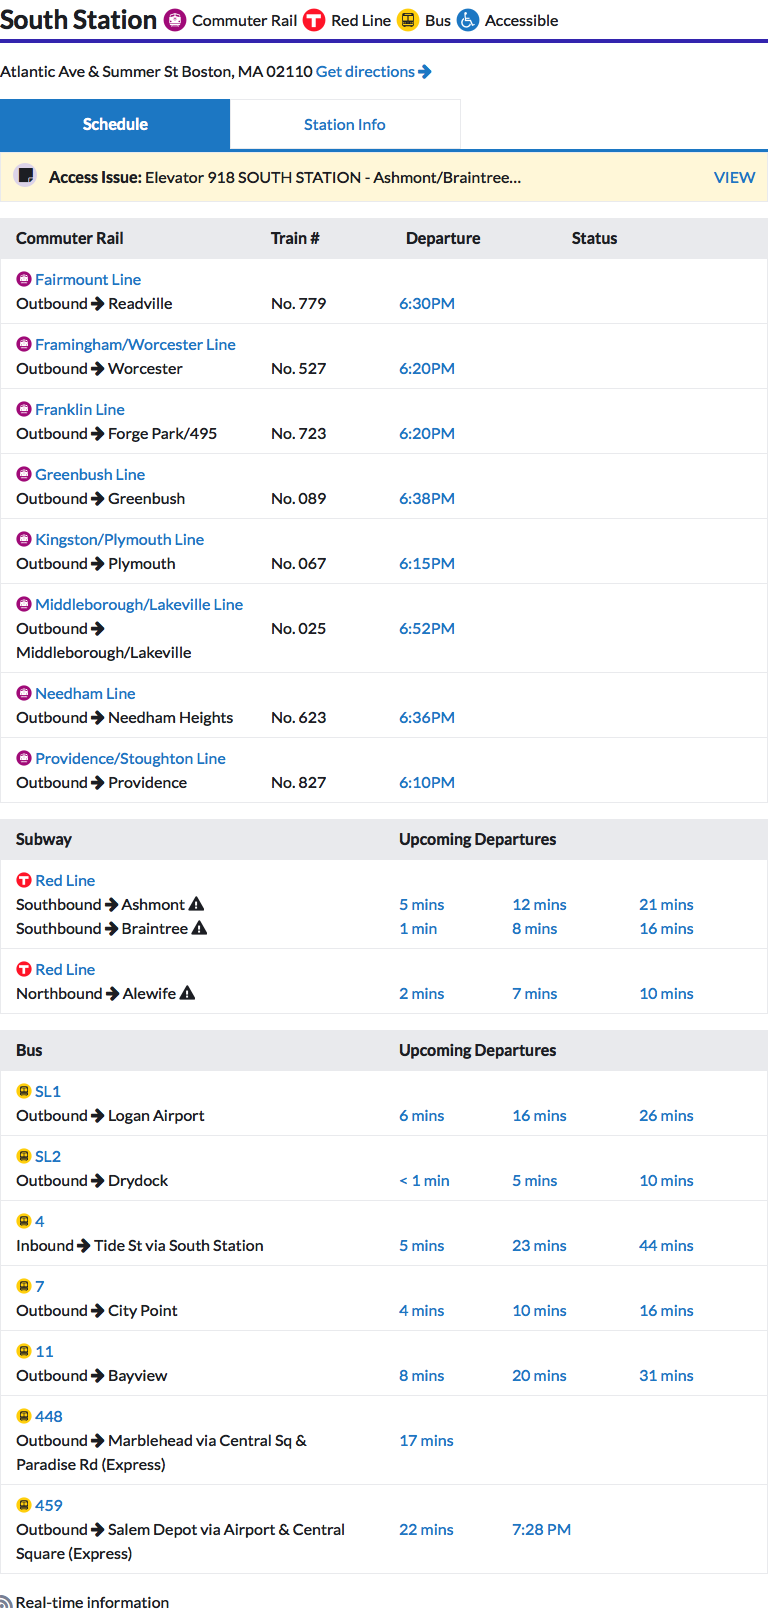 South Station Commuter Rail Red Line Bus Accessible
Atlantic Ave & Summer St Boston, MA 02110 Get directions
Schedule Station Info
Access Issue: Elevator 918 SOUTH STATION - Ashmont/Braintree... VIEW
Commuter Rail Train # Departure Status
Fairmount Line
Outbound → Readville No. 779 6:30PM
Framingham/Worcester Line
Outbound → Worcester No. 527 6:20PM
Franklin Line
Outbound → Forge Park/495 No. 723 6:20PM
Greenbush Line
Outbound → Greenbush No. 089 6:38PM
Kingston/Plymouth Line
Outbound → Plymouth No. 067 6:15PM
Middleborough/Lakeville Line
Outbound → No. 025 6:52PM
Middleborough/Lakeville
Needham Line
Outbound → Needham Heights No. 623 6:36PM
Providence/Stoughton Line
Outbound → Providence No. 827 6:10PM
Subway Upcoming Departures
T Red Line
Southbound → Ashmont 5 mins 12 mins 21 mins
Southbound → Braintree 1 min 8 mins 16 mins
T Red Line
Northbound → Alewife 2 mins 7 mins 10 mins
Bus Upcoming Departures
SL1
Outbound → Logan Airport 6 mins 16 mins 26 mins
SL2
Outbound → Drydock < 1 min 5 mins 10 mins
4
Inbound → Tide St via South Station 5 mins 23 mins 44 mins
7
Outbound → City Point 4 mins 10 mins 16 mins
11
Outbound → Bayview 8 mins 20 mins 31 mins
448
Outbound → Marblehead via Central Sq & 17 mins
Paradise Rd (Express)
459
Outbound → Salem Depot via Airport & Central 22 mins 7:28 PM
Square (Express)
Real-time information